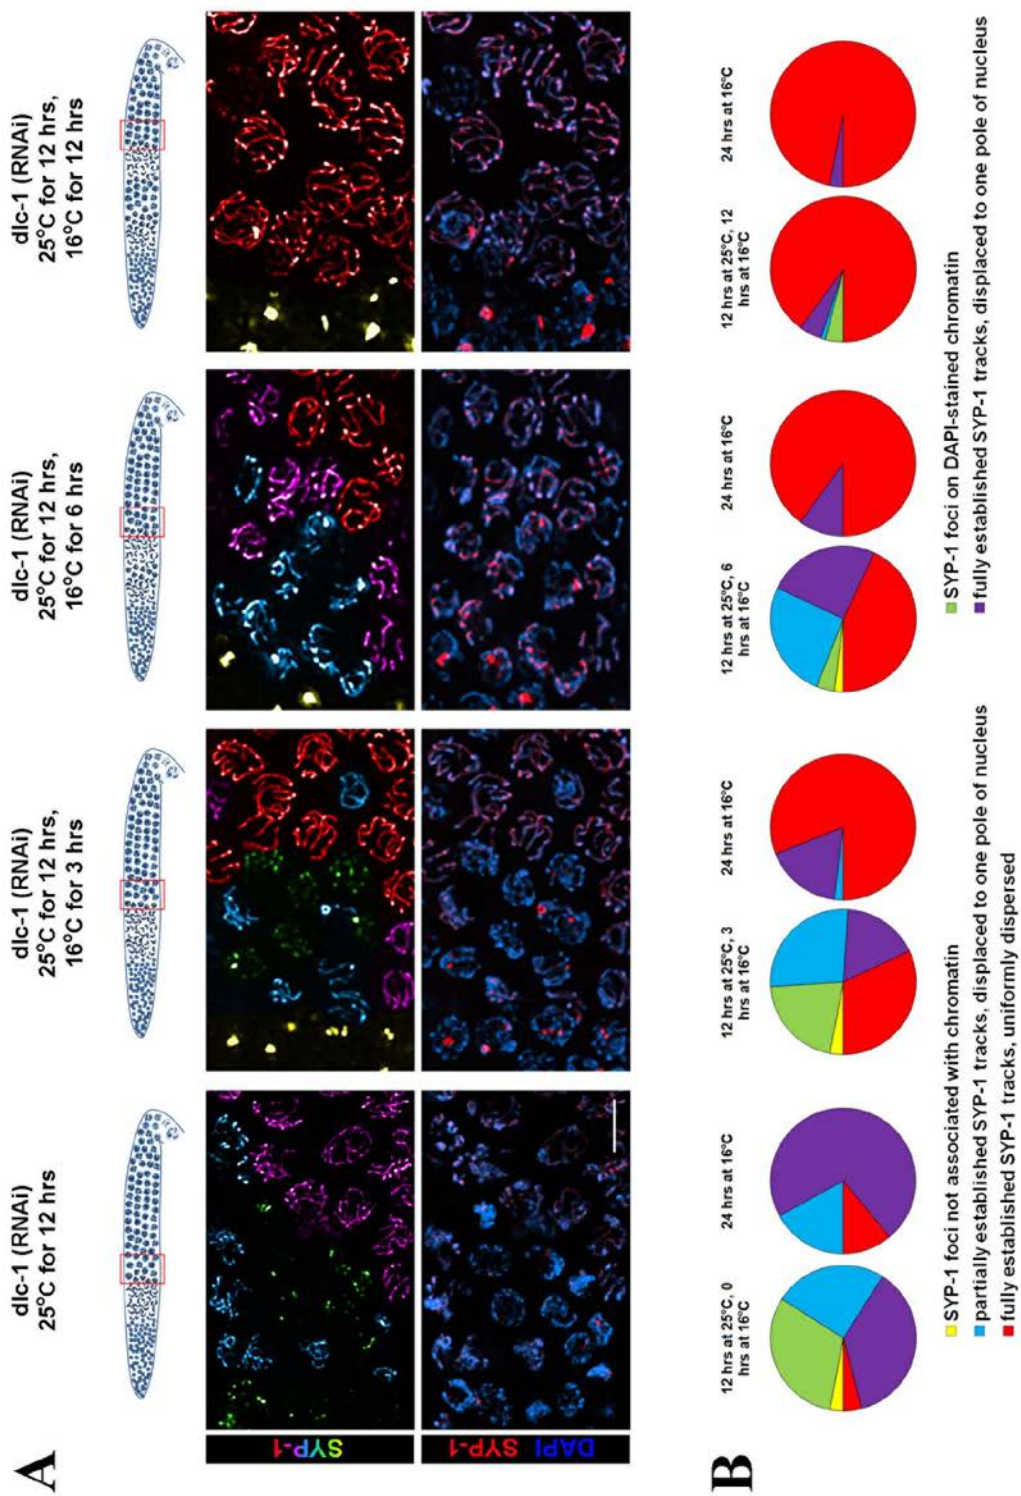 A
dlc-1 (RNAi)
25°C for 12 hrs
dlc-1 (RNAi)
25°C for 12 hrs,
16°C for 3 hrs
dlc-1 (RNAi)
25°C for 12 hrs,
16°C for 6 hrs
dlc-1 (RNAi)
25°C for 12 hrs,
16°C for 12 hrs
SYP-1
SYP-1 DAPI
B
12 hrs at 25°C, 0
hrs at 16°C
24 hrs at 16°C
12 hrs at 25°C, 3
hrs at 16°C
24 hrs at 16°C
12 hrs at 25°C, 6
hrs at 16°C
24 hrs at 16°C
12 hrs at 25°C, 12
hrs at 16°C
24 hrs at 16°C
SYP-1 foci not associated with chromatin
SYP-1 foci on DAPI-stained chromatin
partially established SYP-1 tracks, displaced to one pole of nucleus
fully established SYP-1 tracks, displaced to one pole of nucleus
fully established SYP-1 tracks, uniformly dispersed